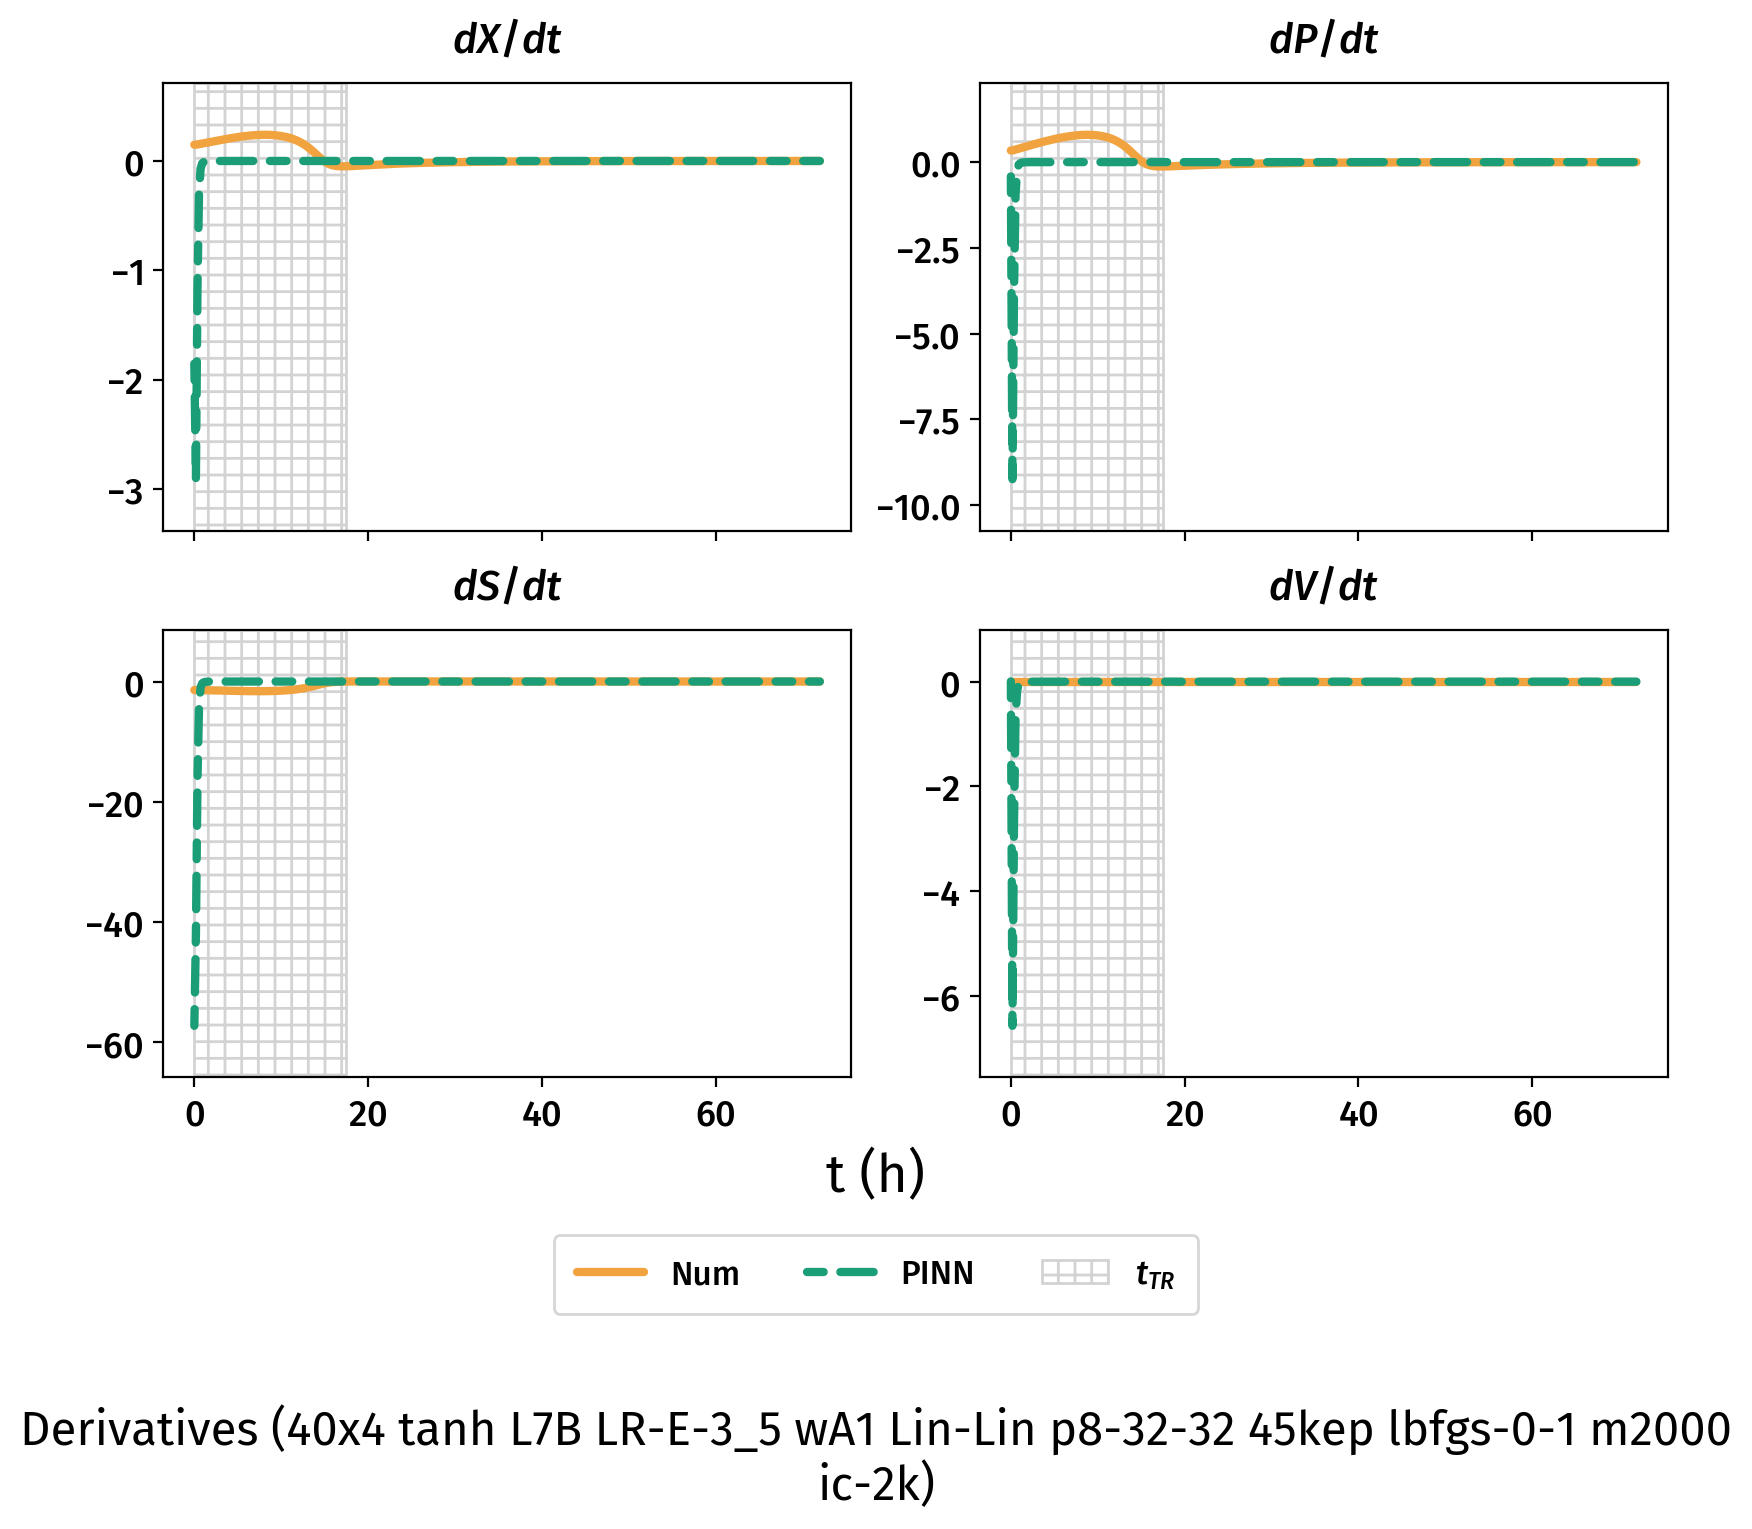 dX/dt
dP/dt
0
−1
−2
−3
0.0
−2.5
−5.0
−7.5
−10.0
dS/dt
dV/dt
0
−20
−40
−60
0
−2
−4
−6
0 20 40 60
0 20 40 60
t (h)
Num PINN tTR
Derivatives (40x4 tanh L7B LR-E-3_5 wA1 Lin-Lin p8-32-32 45kep lbfgs-0-1 m2000
ic-2k)